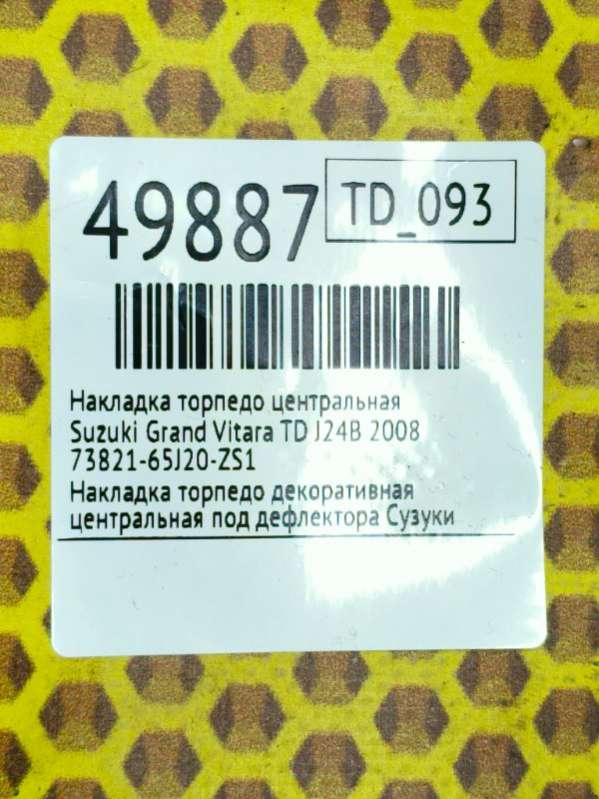 49887
TD_093
Накладка торпедо центральная
Suzuki Grand Vitara TD J24B 2008
73821-65J20-ZS1
Накладка торпедо декоративная
центральная под дефлектора Сузуки